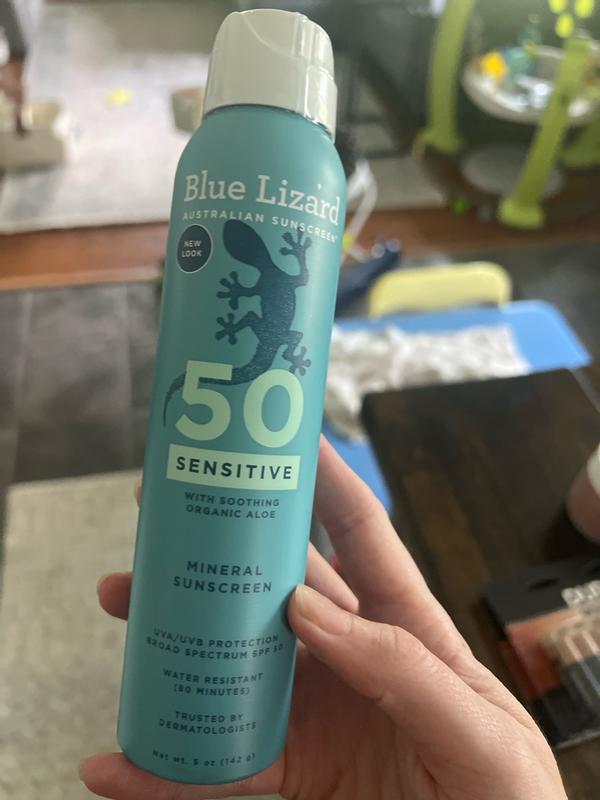 Blue Lizard
AUSTRALIAN SUNSCREEN
NEW
LOOK
50
SENSITIVE
WITH SOOTHING
ORGANIC ALOE
MINERAL
SUNSCREEN
UVA/UVB PROTECTION
BROAD SPECTRUM SPF 50
WATER RESISTANT
(80 MINUTES)
TRUSTED BY
DERMATOLOGISTS
Net wt. 5 oz (142 g)